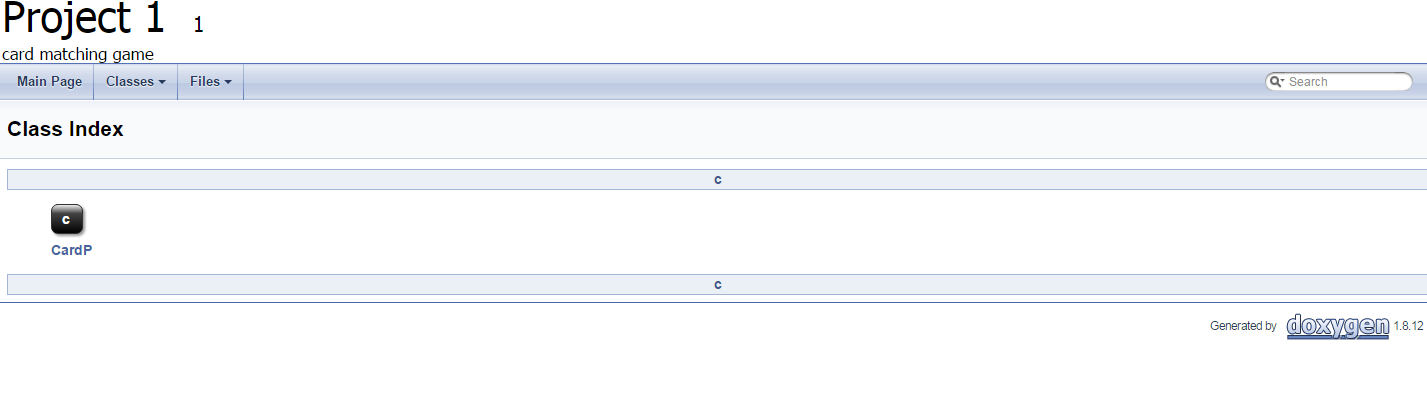 Project 1 1
card matching game
Main Page Classes Files Search
Class Index
c
c
CardP
c
Generated by doxygen 1.8.12